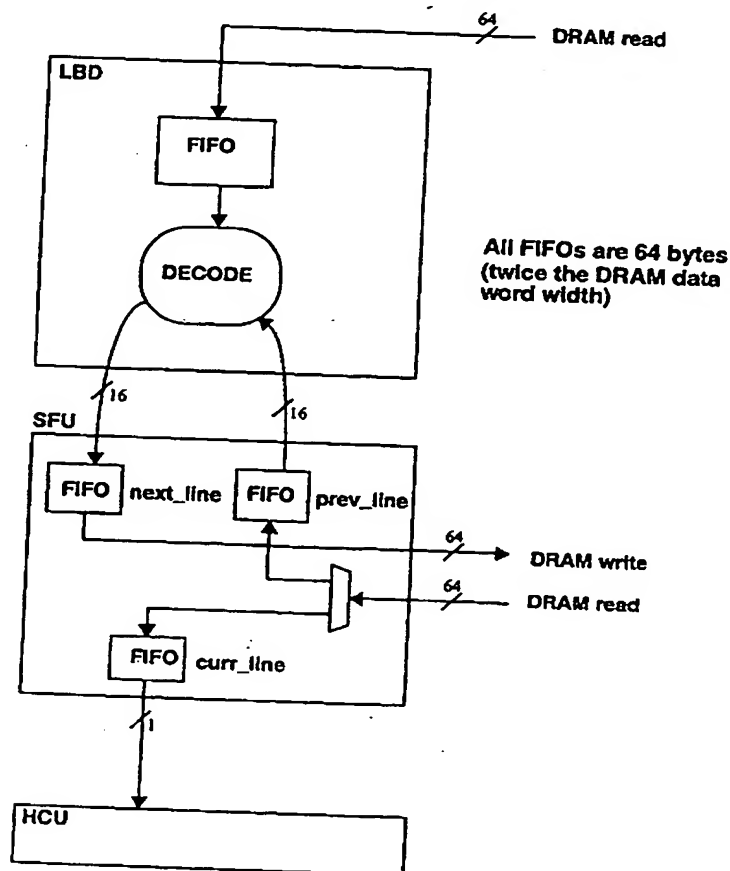 64
DRAM read
LBD
FIFO
DECODE
All FIFOs are 64 bytes
(twice the DRAM data
word width)
16
16
SFU
FIFO
next_line
FIFO
prev_line
64
DRAM write
64
DRAM read
FIFO
curr_line
1
HCU